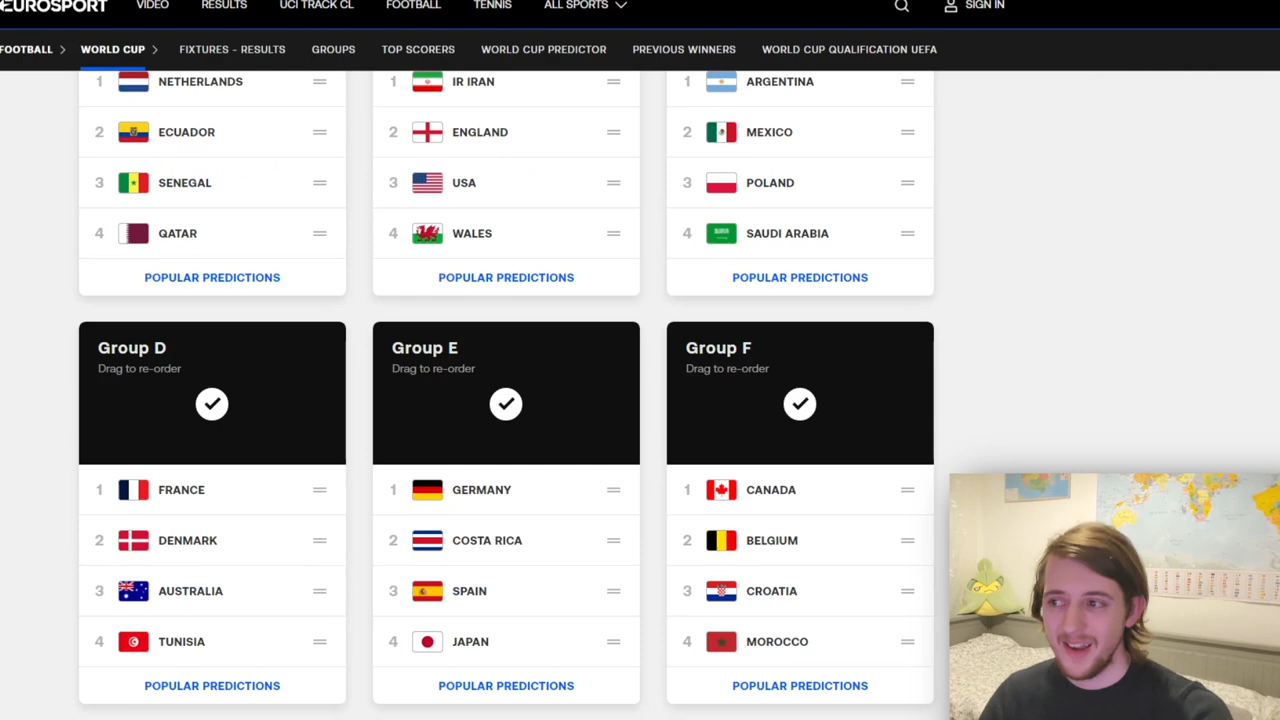 EUROSPORT VIDEO RESULTS UCI TRACK CL FOOTBALL TENNIS ALL SPORTS SIGN IN
FOOTBALL WORLD CUP FIXTURES - RESULTS GROUPS TOP SCORERS WORLD CUP PREDICTOR PREVIOUS WINNERS WORLD CUP QUALIFICATION UEFA
1 NETHERLANDS
2 ECUADOR
3 SENEGAL
4 QATAR
POPULAR PREDICTIONS
1 IR IRAN
2 ENGLAND
3 USA
4 WALES
POPULAR PREDICTIONS
1 ARGENTINA
2 MEXICO
3 POLAND
4 SAUDI ARABIA
POPULAR PREDICTIONS
Group D
Drag to re-order
1 FRANCE
2 DENMARK
3 AUSTRALIA
4 TUNISIA
POPULAR PREDICTIONS
Group E
Drag to re-order
1 GERMANY
2 COSTA RICA
3 SPAIN
4 JAPAN
POPULAR PREDICTIONS
Group F
Drag to re-order
1 CANADA
2 BELGIUM
3 CROATIA
4 MOROCCO
POPULAR PREDICTIONS